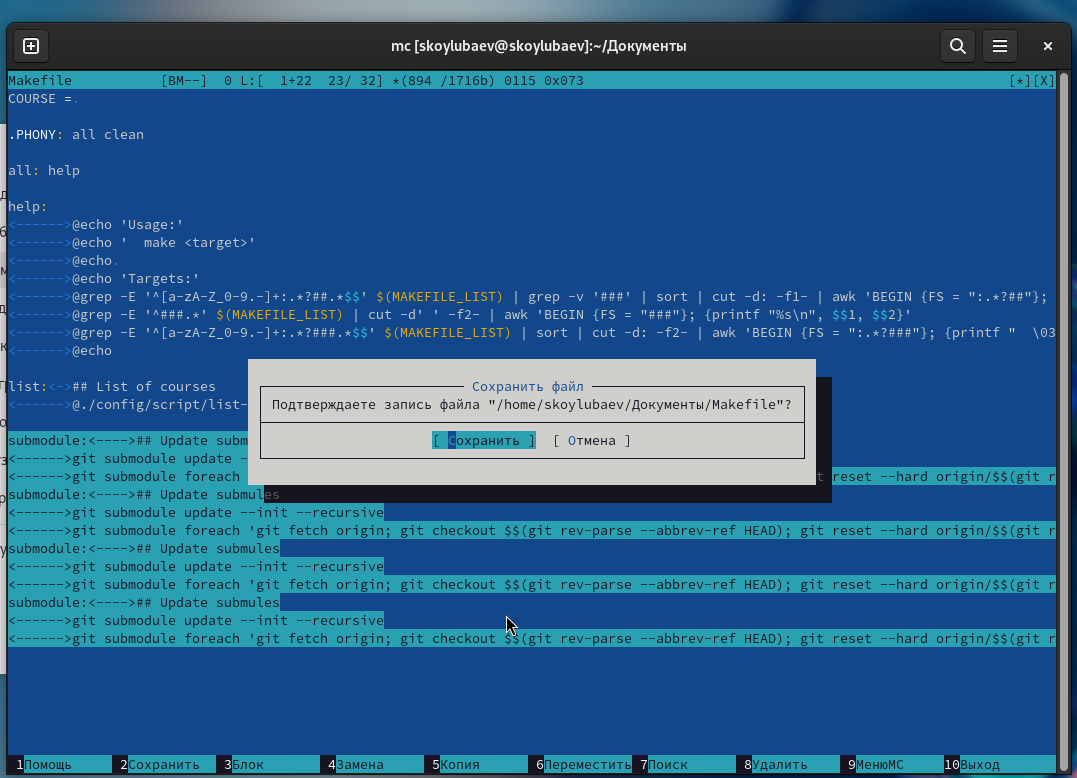 mc [skoylubaev@skoylubaev]:~/Документы
Makefile [BM--] 0 L:[ 1+22 23/ 32] *(894 /1716b) 0115 0x073 [*][X]
COURSE =.
.PHONY: all clean
all: help
help:
<------>@echo 'Usage:'
<------>@echo '  make <target>'
<------>@echo.
<------>@echo 'Targets:'
<------>@grep -E '^[a-zA-Z_0-9.-]+:.*?##.*$$' $(MAKEFILE_LIST) | grep -v '###' | sort | cut -d: -f1- | awk 'BEGIN {FS = ":.*?##"};
<------>@grep -E '^###.*' $(MAKEFILE_LIST) | cut -d' ' -f2- | awk 'BEGIN {FS = "###"}; {printf "%s\n", $$1, $$2}'
<------>@grep -E '^[a-zA-Z_0-9.-]+:.*?###.*$$' $(MAKEFILE_LIST) | sort | cut -d: -f2- | awk 'BEGIN {FS = ":.*?###"}; {printf "  \03
<------>@echo
list:<->## List of courses
<------>@./config/script/list-
Сохранить файл
Подтверждаете запись файла "/home/skoylubaev/Документы/Makefile"?
[ Сохранить ] [ Отмена ]
submodule:<---->## Update subm
<------>git submodule update -
<------>git submodule foreach t reset --hard origin/$$(git r
submodule:<---->## Update submules
<------>git submodule update --init --recursive
<------>git submodule foreach 'git fetch origin; git checkout $$(git rev-parse --abbrev-ref HEAD); git reset --hard origin/$$(git r
submodule:<---->## Update submules
<------>git submodule update --init --recursive
<------>git submodule foreach 'git fetch origin; git checkout $$(git rev-parse --abbrev-ref HEAD); git reset --hard origin/$$(git r
submodule:<---->## Update submules
<------>git submodule update --init --recursive
<------>git submodule foreach 'git fetch origin; git checkout $$(git rev-parse --abbrev-ref HEAD); git reset --hard origin/$$(git r
1Помощь 2Сохранить 3Блок 4Замена 5Копия 6Переместить 7Поиск 8Удалить 9МенюMC 10Выход